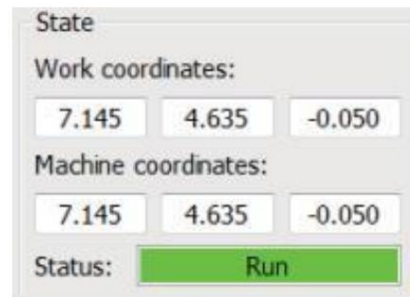 State
Work coordinates:
7.145 4.635 -0.050
Machine coordinates:
7.145 4.635 -0.050
Status: Run